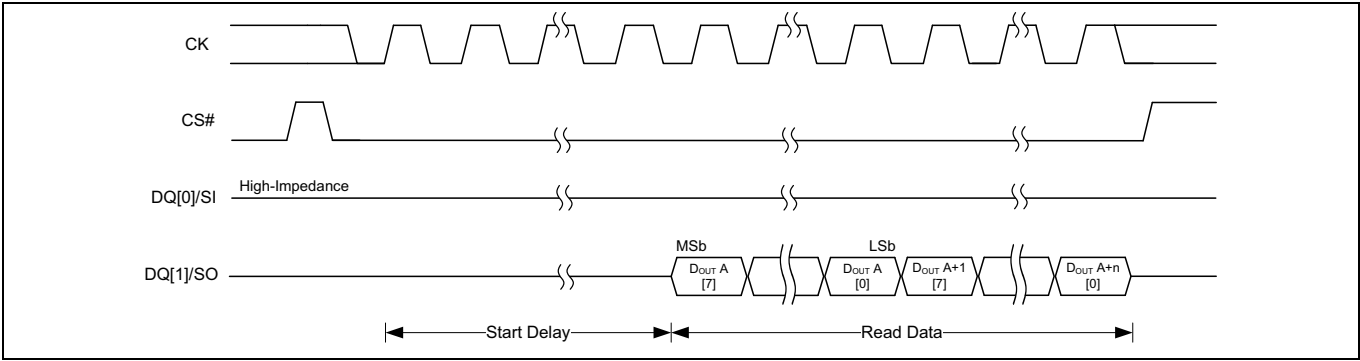 CK
CS#
DQ[0]/SI
High-Impedance
DQ[1]/SO
MSb
LSb
DOUT A
[7]
DOUT A
[0]
DOUT A+1
[7]
DOUT A+n
[0]
Start Delay
Read Data